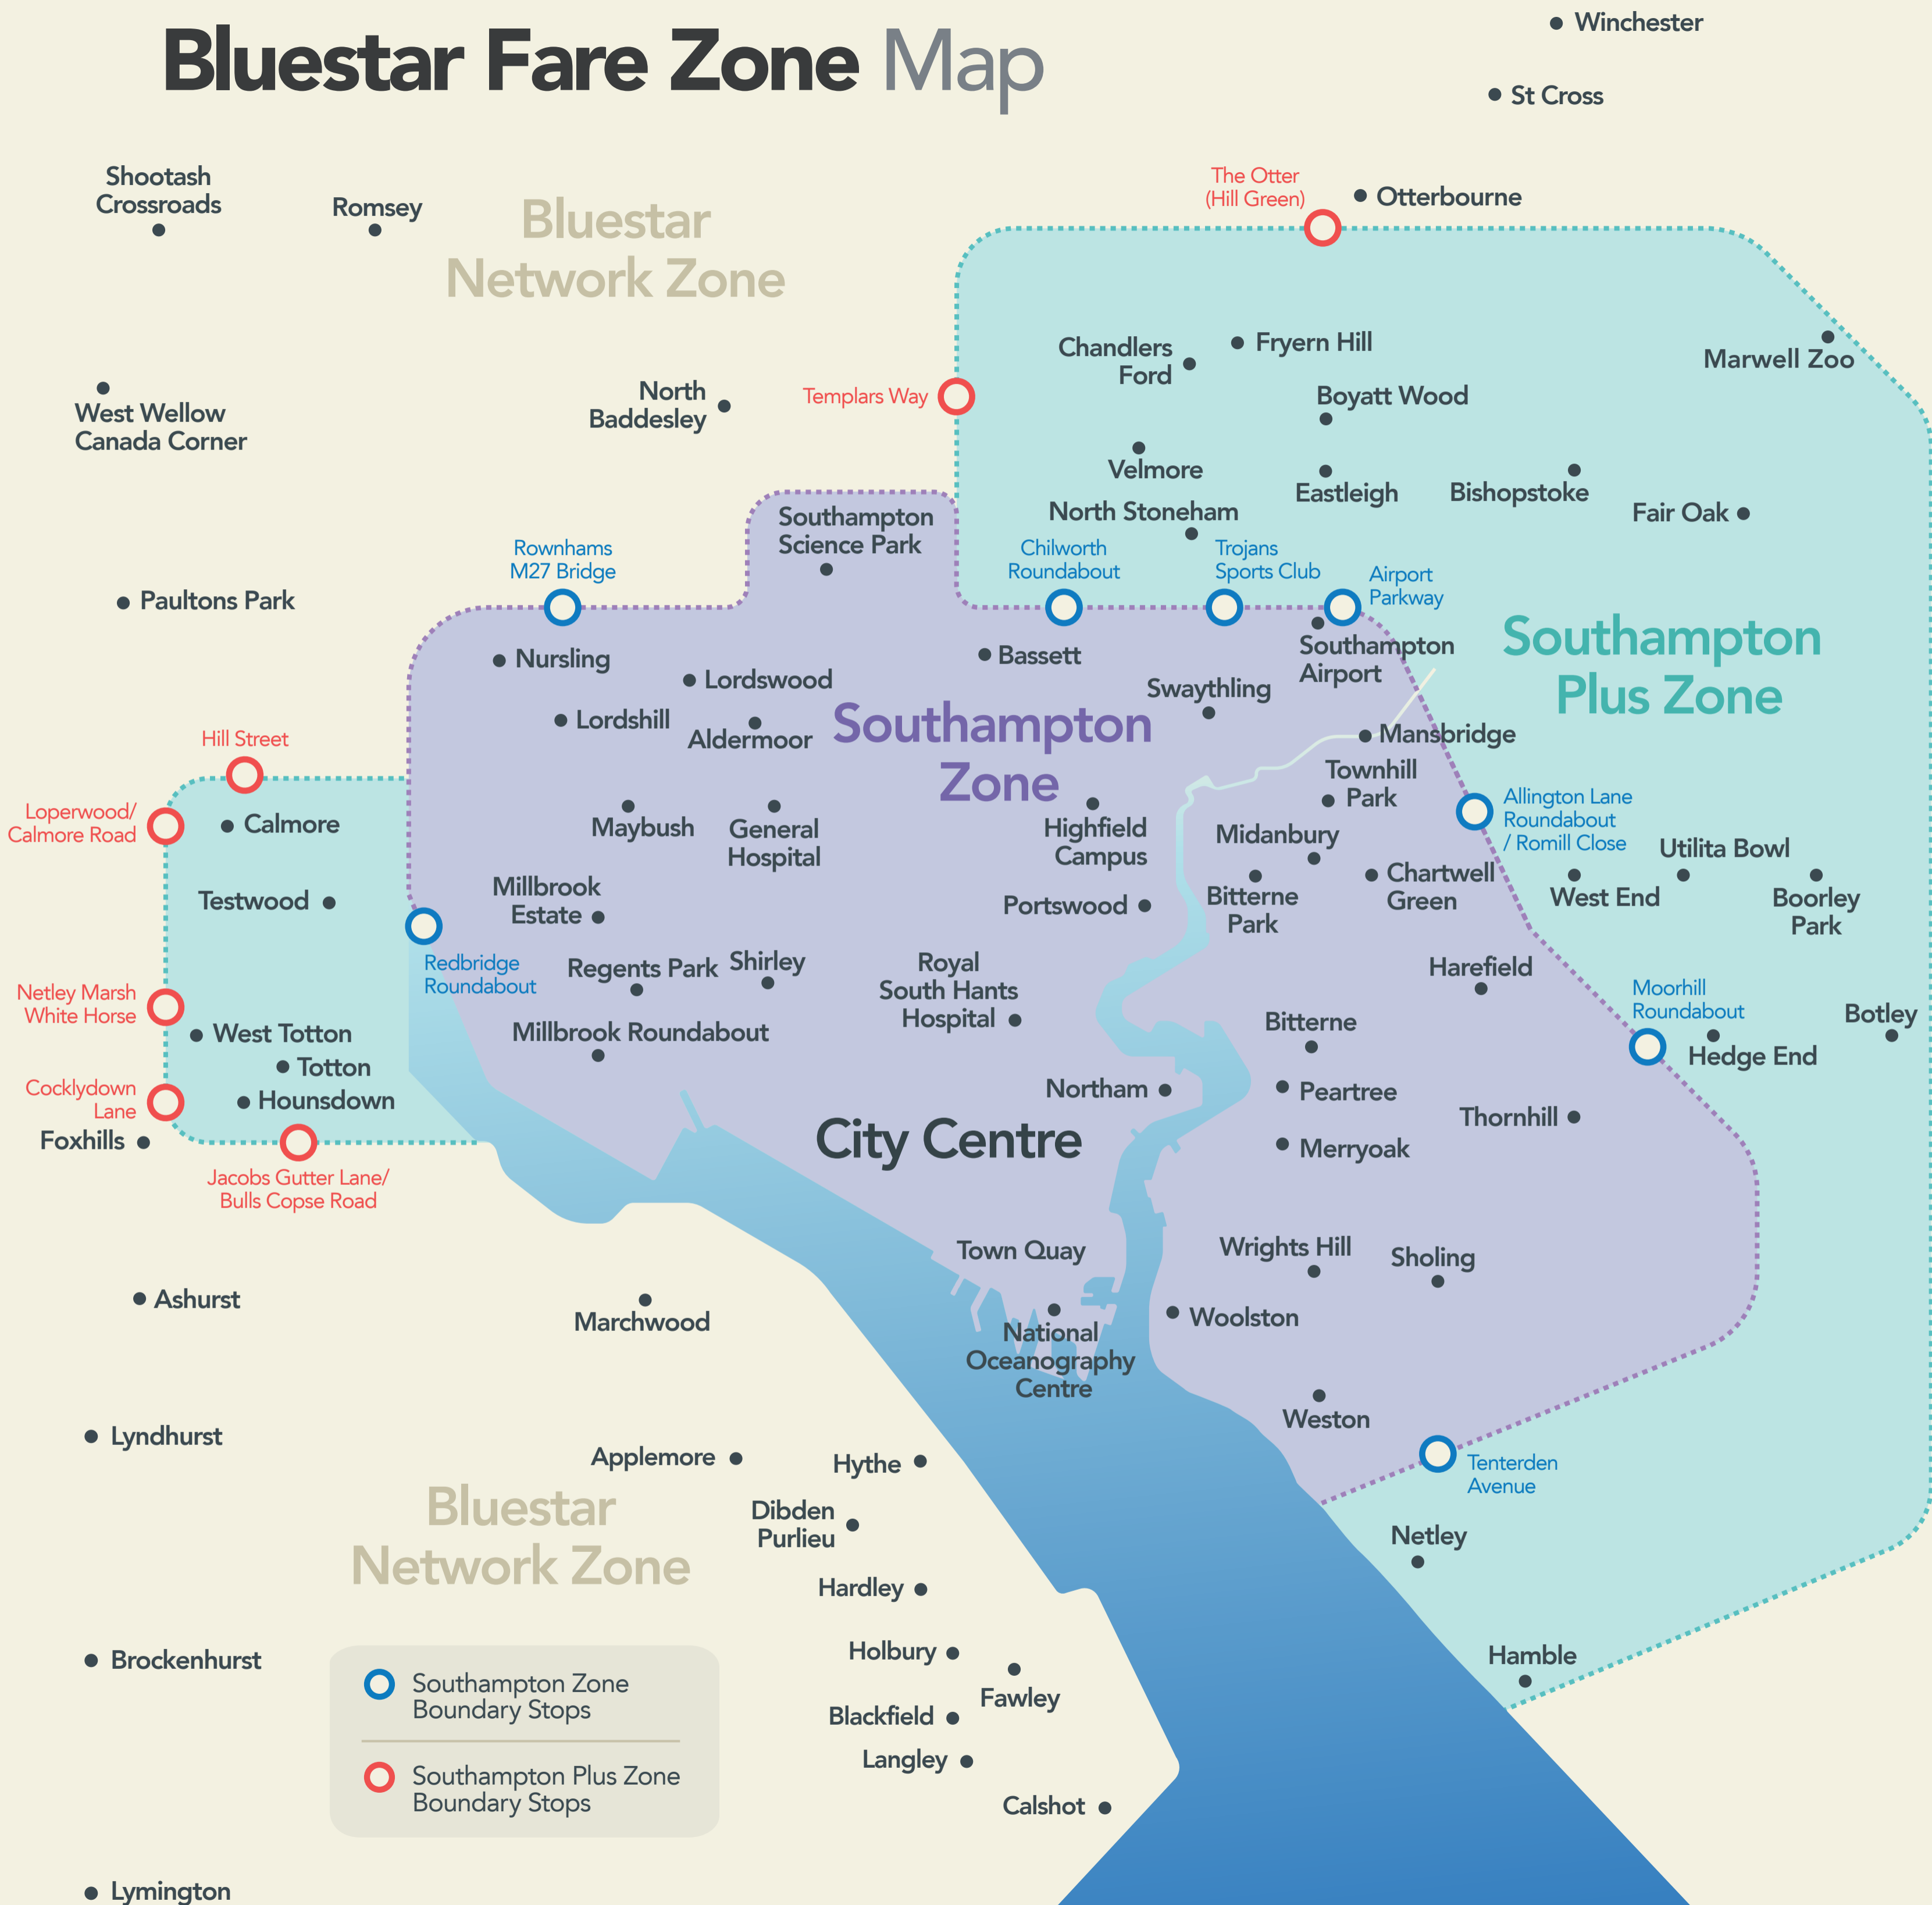 Bluestar Fare Zone Map
Winchester
St Cross
Shootash
Crossroads
Romsey
Bluestar
Network Zone
The Otter
(Hill Green)
Otterbourne
Chandlers
Ford
Fryern Hill
Marwell Zoo
West Wellow
Canada Corner
North
Baddesley
Templars Way
Boyatt Wood
Velmore
Eastleigh
Bishopstoke
Fair Oak
North Stoneham
Southampton
Science Park
Rownhams
M27 Bridge
Chilworth
Roundabout
Trojans
Sports Club
Airport
Parkway
Paultons Park
Southampton
Plus Zone
Nursling
Lordswood
Bassett
Southampton
Airport
Swaythling
Lordshill
Aldermoor
Southampton
Zone
Mansbridge
Hill Street
Townhill
Park
Loperwood/
Calmore Road
Calmore
Maybush
General
Hospital
Highfield
Campus
Midanbury
Allington Lane
Roundabout
/ Romill Close
Utilita Bowl
Testwood
Millbrook
Estate
Portswood
Bitterne
Park
Chartwell
Green
West End
Boorley
Park
Redbridge
Roundabout
Regents Park
Shirley
Royal
South Hants
Hospital
Harefield
Netley Marsh
White Horse
West Totton
Millbrook Roundabout
Bitterne
Moorhill
Roundabout
Hedge End
Botley
Totton
Cocklydown
Lane
Hounsdown
Northam
Peartree
Thornhill
Foxhills
City Centre
Merryoak
Jacobs Gutter Lane/
Bulls Copse Road
Town Quay
Wrights Hill
Sholing
Ashurst
Marchwood
National
Oceanography
Centre
Woolston
Weston
Lyndhurst
Applemore
Hythe
Tenterden
Avenue
Bluestar
Network Zone
Dibden
Purlieu
Netley
Hardley
Brockenhurst
Holbury
Fawley
Hamble
Southampton Zone
Boundary Stops
Blackfield
Langley
Southampton Plus Zone
Boundary Stops
Calshot
Lymington